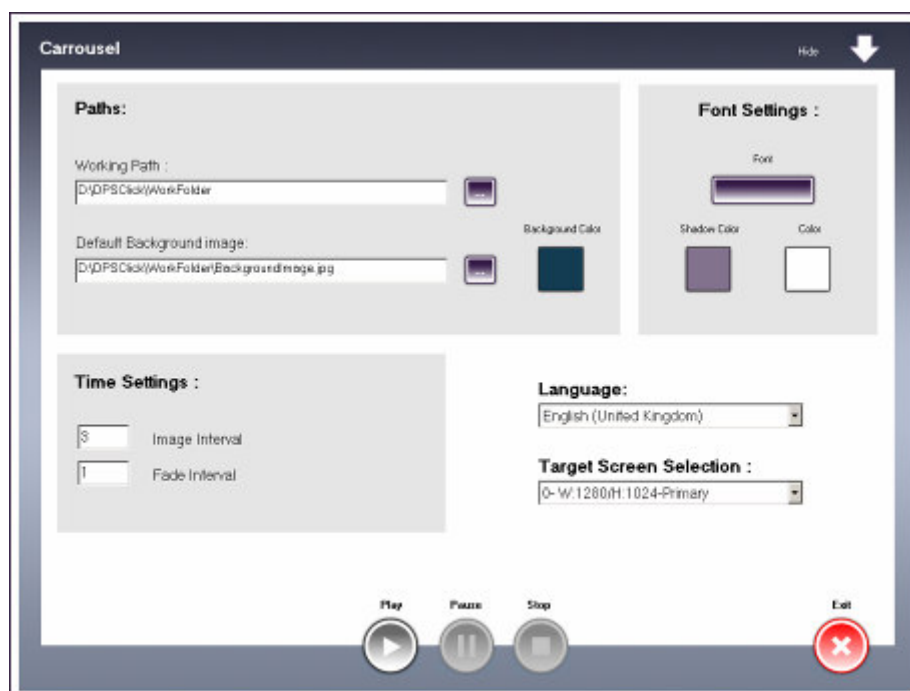 Carrousel
Hide
Paths:
Working Path :
D:\DPSClick\WorkFolder
...
Default Background image:
D:\DPSClick\WorkFolder\BackgroundImage.jpg
...
Background Color
Font Settings :
Font
Shadow Color
Color
Time Settings :
3
Image Interval
1
Fade Interval
Language:
English (United Kingdom)
Target Screen Selection :
0- W:1280/H:1024-Primary
Play
Pause
Stop
Exit